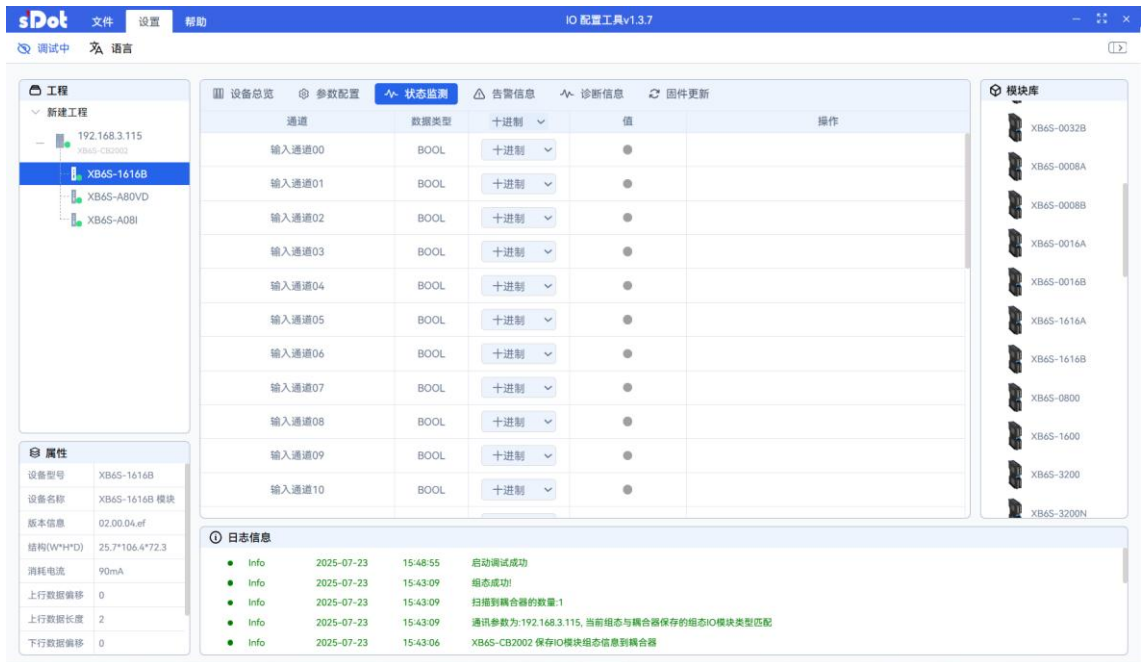 sDot 文件 设置 帮助 IO 配置工具v1.3.7
调试中 语言
工程
新建工程
192.168.3.115
XB6S-CB2002
XB6S-1616B
XB6S-A80VD
XB6S-A08I
设备总览 参数配置 状态监测 告警信息 诊断信息 固件更新
通道 数据类型 十进制 值 操作
输入通道00 BOOL 十进制
输入通道01 BOOL 十进制
输入通道02 BOOL 十进制
输入通道03 BOOL 十进制
输入通道04 BOOL 十进制
输入通道05 BOOL 十进制
输入通道06 BOOL 十进制
输入通道07 BOOL 十进制
输入通道08 BOOL 十进制
输入通道09 BOOL 十进制
输入通道10 BOOL 十进制
模块库
XB6S-0032B
XB6S-0008A
XB6S-0008B
XB6S-0016A
XB6S-0016B
XB6S-1616A
XB6S-1616B
XB6S-0800
XB6S-1600
XB6S-3200
XB6S-3200N
属性
设备型号 XB6S-1616B
设备名称 XB6S-1616B 模块
版本信息 02.00.04.ef
结构(W*H*D) 25.7*106.4*72.3
消耗电流 90mA
上行数据偏移 0
上行数据长度 2
下行数据偏移 0
日志信息
Info 2025-07-23 15:48:55 启动调试成功
Info 2025-07-23 15:43:09 组态成功!
Info 2025-07-23 15:43:09 扫描到耦合器的数量:1
Info 2025-07-23 15:43:09 通讯参数为:192.168.3.115, 当前组态与耦合器保存的组态IO模块类型匹配
Info 2025-07-23 15:43:06 XB6S-CB2002 保存IO模块组态信息到耦合器